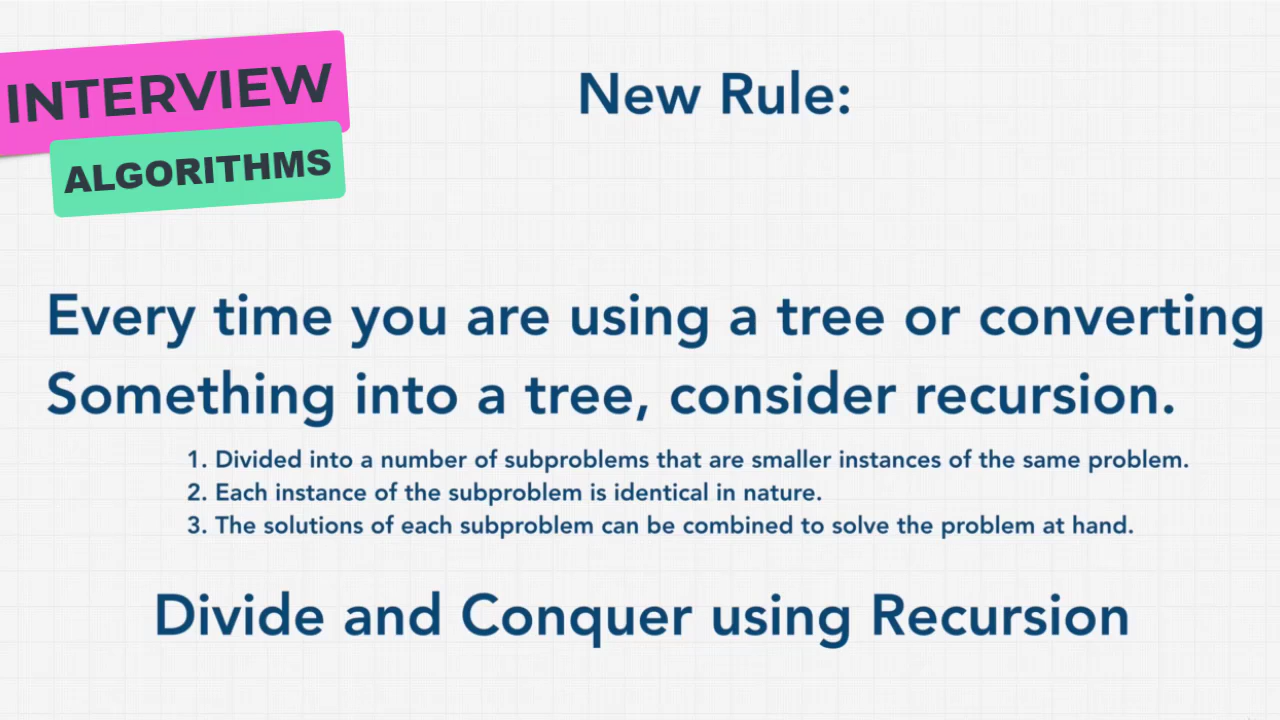 INTERVIEW
ALGORITHMS
New Rule:
Every time you are using a tree or converting
Something into a tree, consider recursion.
1. Divided into a number of subproblems that are smaller instances of the same problem.
2. Each instance of the subproblem is identical in nature.
3. The solutions of each subproblem can be combined to solve the problem at hand.
Divide and Conquer using Recursion